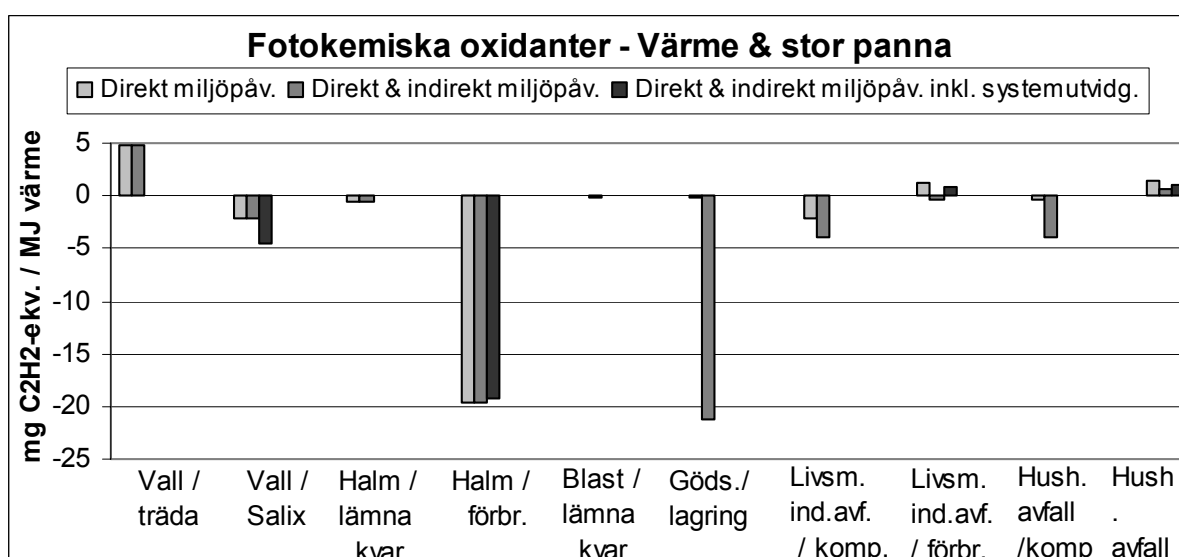 Fotokemiska oxidanter - Värme & stor panna
Direkt miljöpåv. Direkt & indirekt miljöpåv. Direkt & indirekt miljöpåv. inkl. systemutvidg.
mg C2H2-ekv. / MJ värme
5
0
-5
-10
-15
-20
-25
Vall /
träda
Vall /
Salix
Halm /
lämna
kvar
Halm /
förbr.
Blast /
lämna
kvar
Göds./
lagring
Livsm.
ind.avf.
/ komp.
Livsm.
ind.avf.
/ förbr.
Hush.
avfall
/komp
Hush
.
avfall